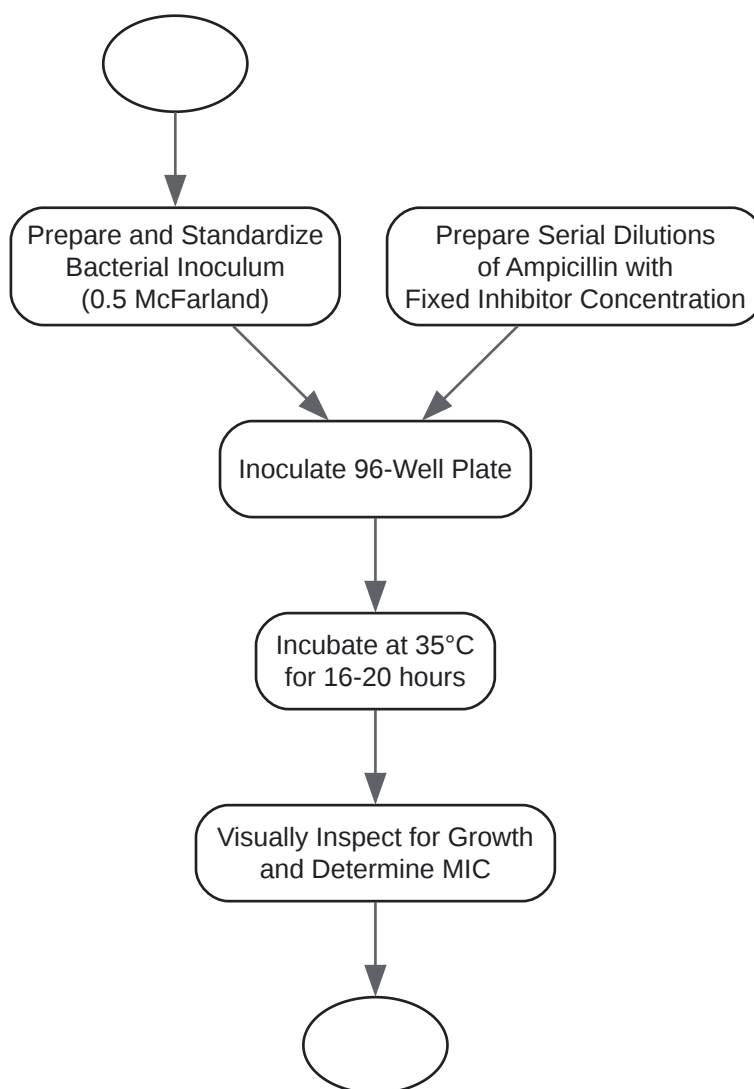 Prepare and Standardize
Bacterial Inoculum
(0.5 McFarland)
Prepare Serial Dilutions
of Ampicillin with
Fixed Inhibitor Concentration
Inoculate 96-Well Plate
Incubate at 35°C
for 16-20 hours
Visually Inspect for Growth
and Determine MIC